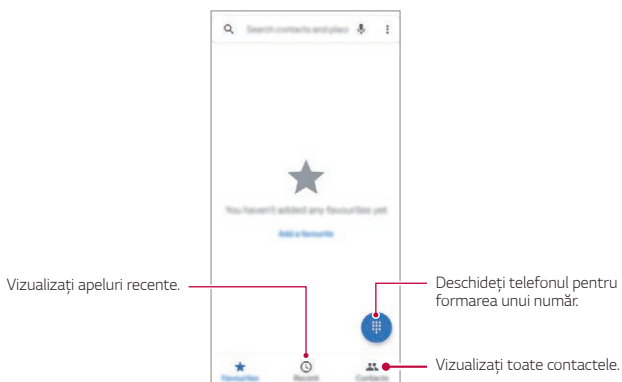 Search contacts and place
You haven't added any favourites yet
Add a favourite
Vizualizați apeluri recente.
Deschideți telefonul pentru
formarea unui număr.
Favourites
Recent
Contacts
Vizualizați toate contactele.